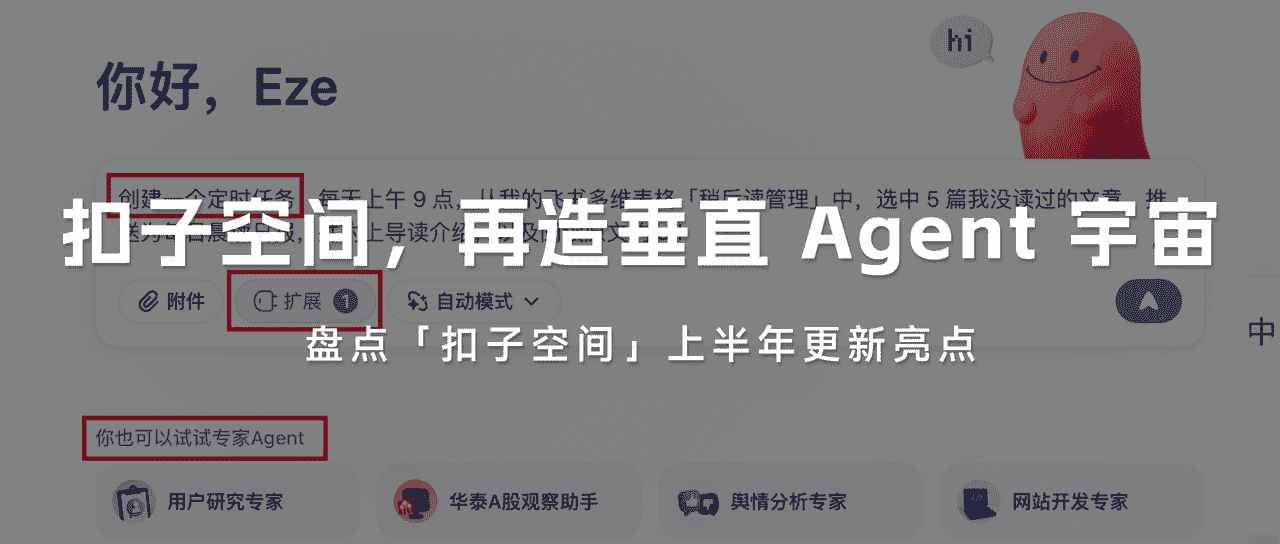 hi
你好，Eze
创建一个定时任务，每天上午 9 点，从我的飞书多维表格「稍后读管理」中，选中 5 篇我没读过的文章，推
扣子空间，再造垂直 Agent 宇宙
附件
扩展 1
自动模式
中
盘点「扣子空间」上半年更新亮点
你也可以试试专家Agent
用户研究专家
华泰A股观察助手
舆情分析专家
网站开发专家